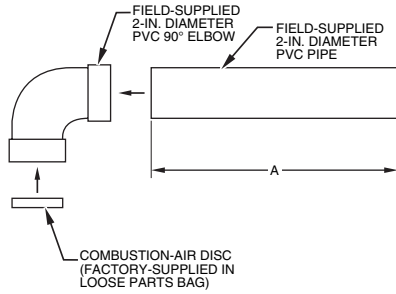 FIELD-SUPPLIED
2-IN. DIAMETER
PVC 90° ELBOW
FIELD-SUPPLIED
2-IN. DIAMETER
PVC PIPE
A
COMBUSTION-AIR DISC
(FACTORY-SUPPLIED IN
LOOSE PARTS BAG)